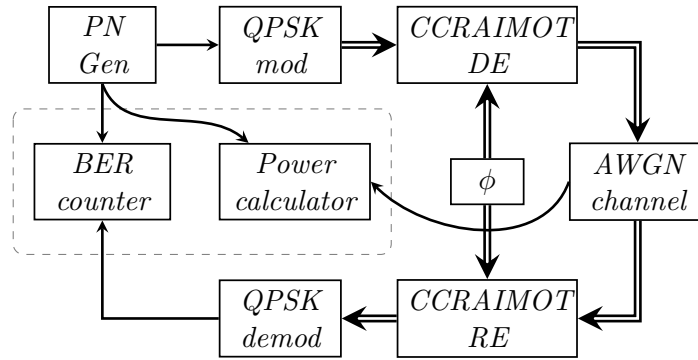 PN
Gen
QPSK
mod
CCRAIMOT
DE
BER
counter
Power
calculator
ϕ
AWGN
channel
QPSK
demod
CCRAIMOT
RE